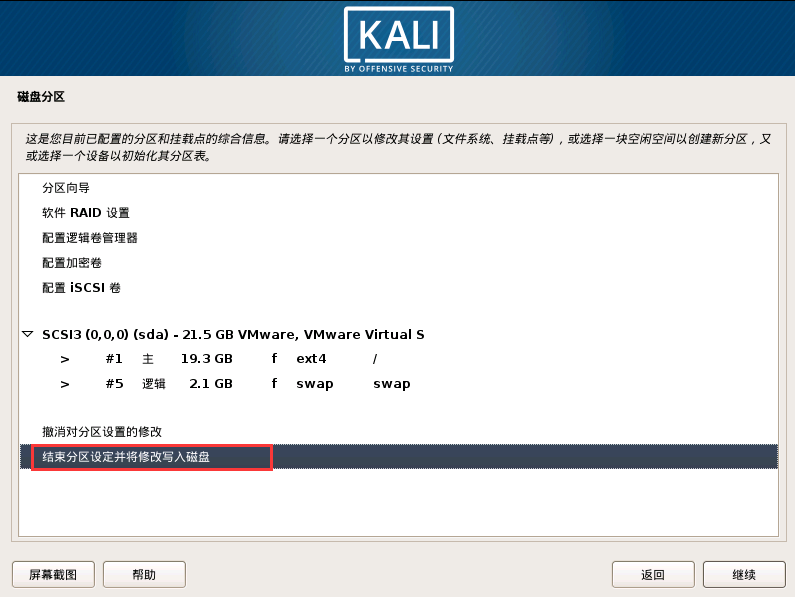 KALI
BY OFFENSIVE SECURITY
磁盘分区
这是您目前已配置的分区和挂载点的综合信息。请选择一个分区以修改其设置 (文件系统、挂载点等)，或选择一块空闲空间以创建新分区，又
或选择一个设备以初始化其分区表。
分区向导
软件 RAID 设置
配置逻辑卷管理器
配置加密卷
配置 iSCSI 卷
SCSI3 (0,0,0) (sda) - 21.5 GB VMware, VMware Virtual S
> #1 主 19.3 GB f ext4 /
> #5 逻辑 2.1 GB f swap swap
撤消对分区设置的修改
结束分区设定并将修改写入磁盘
屏幕截图 帮助 返回 继续